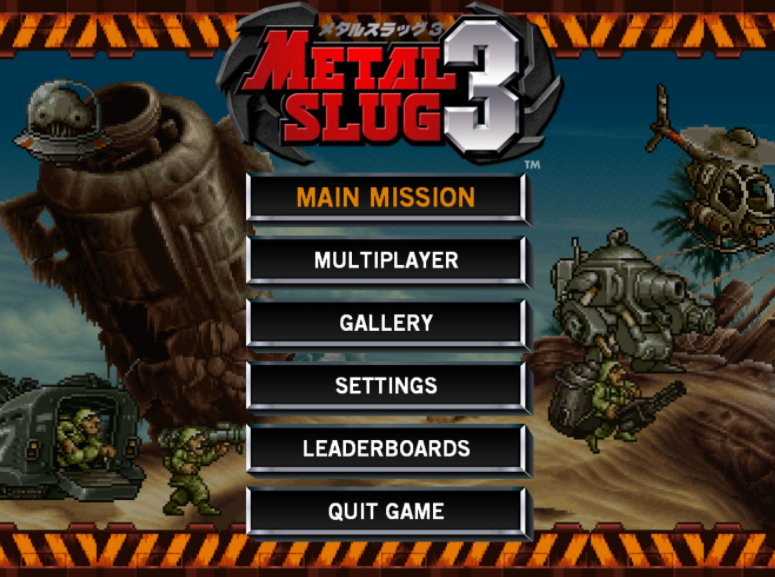 メタルスラッグ3
METAL
SLUG 3
TM
MAIN MISSION
MULTIPLAYER
GALLERY
SETTINGS
LEADERBOARDS
QUIT GAME